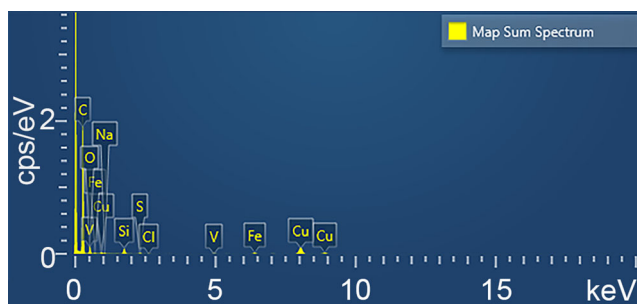 Map Sum Spectrum
cps/eV
2
0
C
Na
O
Fe
Cu
V
Si
S
Cl
V
Fe
Cu
Cu
0
5
10
15
keV